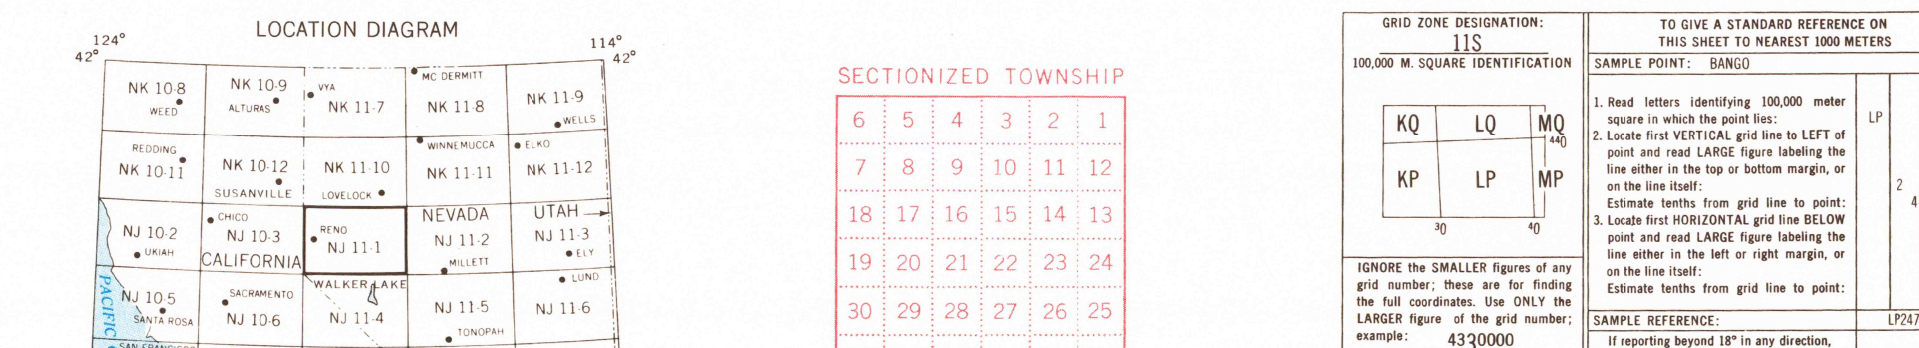 LOCATION DIAGRAM
124°
114°
42°
42°
NK 10-8
WEED
NK 10-9
ALTURAS
VYA
NK 11-7
MC DERMITT
NK 11-8
NK 11-9
WELLS
REDDING
NK 10-11
NK 10-12
SUSANVILLE
NK 11-10
LOVELOCK
WINNEMUCCA
NK 11-11
ELKO
NK 11-12
NJ 10-2
UKIAH
CHICO
NJ 10-3
CALIFORNIA
RENO
NJ 11-1
NEVADA
NJ 11-2
MILLETT
UTAH
NJ 11-3
ELY
PACIFIC
NJ 10-5
SANTA ROSA
SACRAMENTO
NJ 10-6
WALKER LAKE
NJ 11-4
NJ 11-5
TONOPAH
LUND
NJ 11-6
SAN FRANCISCO
SECTIONIZED TOWNSHIP
6 5 4 3 2 1
7 8 9 10 11 12
18 17 16 15 14 13
19 20 21 22 23 24
30 29 28 27 26 25
GRID ZONE DESIGNATION:
11S
100,000 M. SQUARE IDENTIFICATION
KQ LQ MQ
440
KP LP MP
30 40
IGNORE the SMALLER figures of any
grid number; these are for finding
the full coordinates. Use ONLY the
LARGER figure of the grid number;
example: 4330000
TO GIVE A STANDARD REFERENCE ON
THIS SHEET TO NEAREST 1000 METERS
SAMPLE POINT: BANGO
1. Read letters identifying 100,000 meter
square in which the point lies:
LP
2. Locate first VERTICAL grid line to LEFT of
point and read LARGE figure labeling the
line either in the top or bottom margin, or
on the line itself:
2
Estimate tenths from grid line to point:
4
3. Locate first HORIZONTAL grid line BELOW
point and read LARGE figure labeling the
line either in the left or right margin, or
on the line itself:
Estimate tenths from grid line to point:
SAMPLE REFERENCE:
LP247
If reporting beyond 18° in any direction,